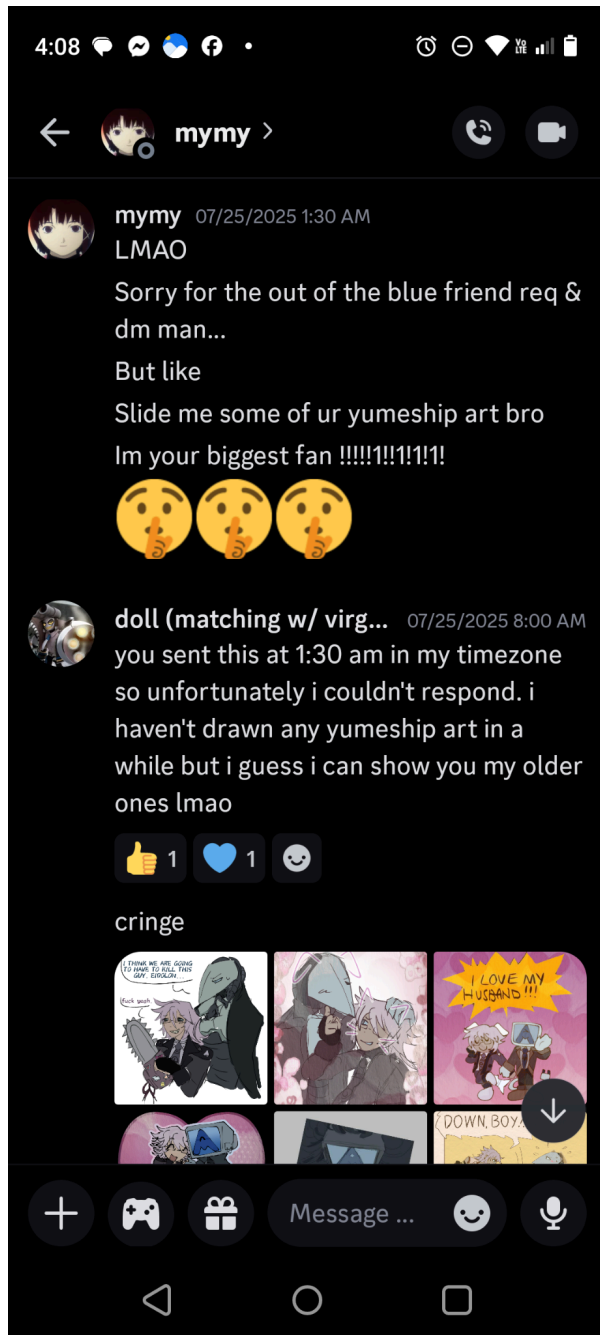 4:08
Vo
LTE
mymy
mymy 07/25/2025 1:30 AM
LMAO
Sorry for the out of the blue friend req &
dm man...
But like
Slide me some of ur yumeship art bro
Im your biggest fan !!!!!1!!1!1!1!
doll (matching w/ virg... 07/25/2025 8:00 AM
you sent this at 1:30 am in my timezone
so unfortunately i couldn't respond. i
haven't drawn any yumeship art in a
while but i guess i can show you my older
ones lmao
1 1
cringe
I THINK WE ARE GOING
TO HAVE TO KILL THIS
GUY, EIDOLON.
Fuck yeah.
I LOVE MY
HUSBAND!!!
A
A
DOWN, BOY.
Message ...